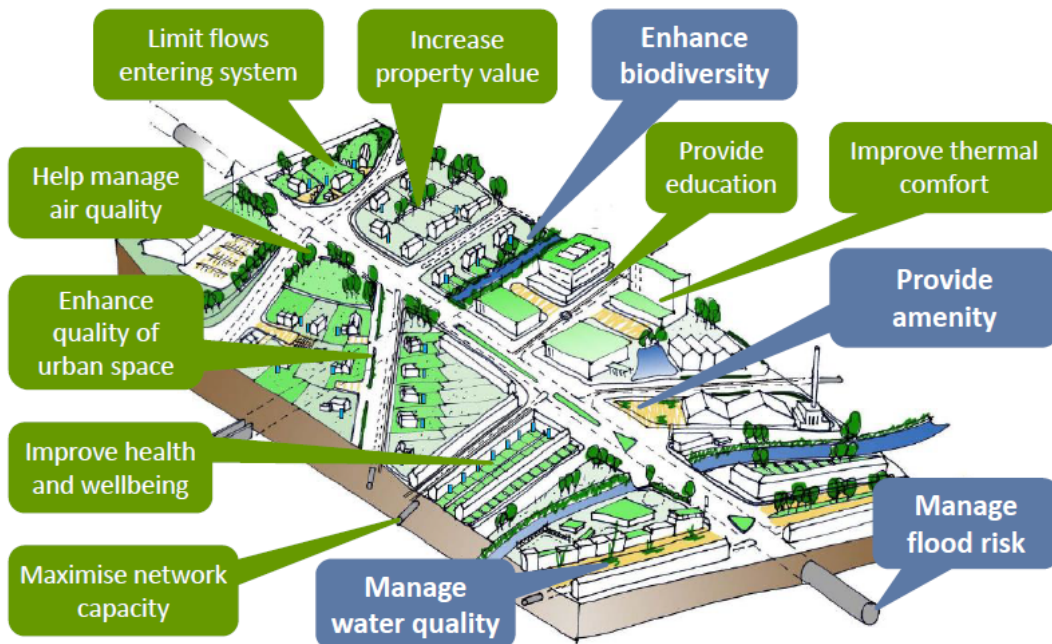 Limit flows
entering system
Increase
property value
Enhance
biodiversity
Help manage
air quality
Provide
education
Improve thermal
comfort
Enhance
quality of
urban space
Provide
amenity
Improve health
and wellbeing
Maximise network
capacity
Manage
water quality
Manage
flood risk